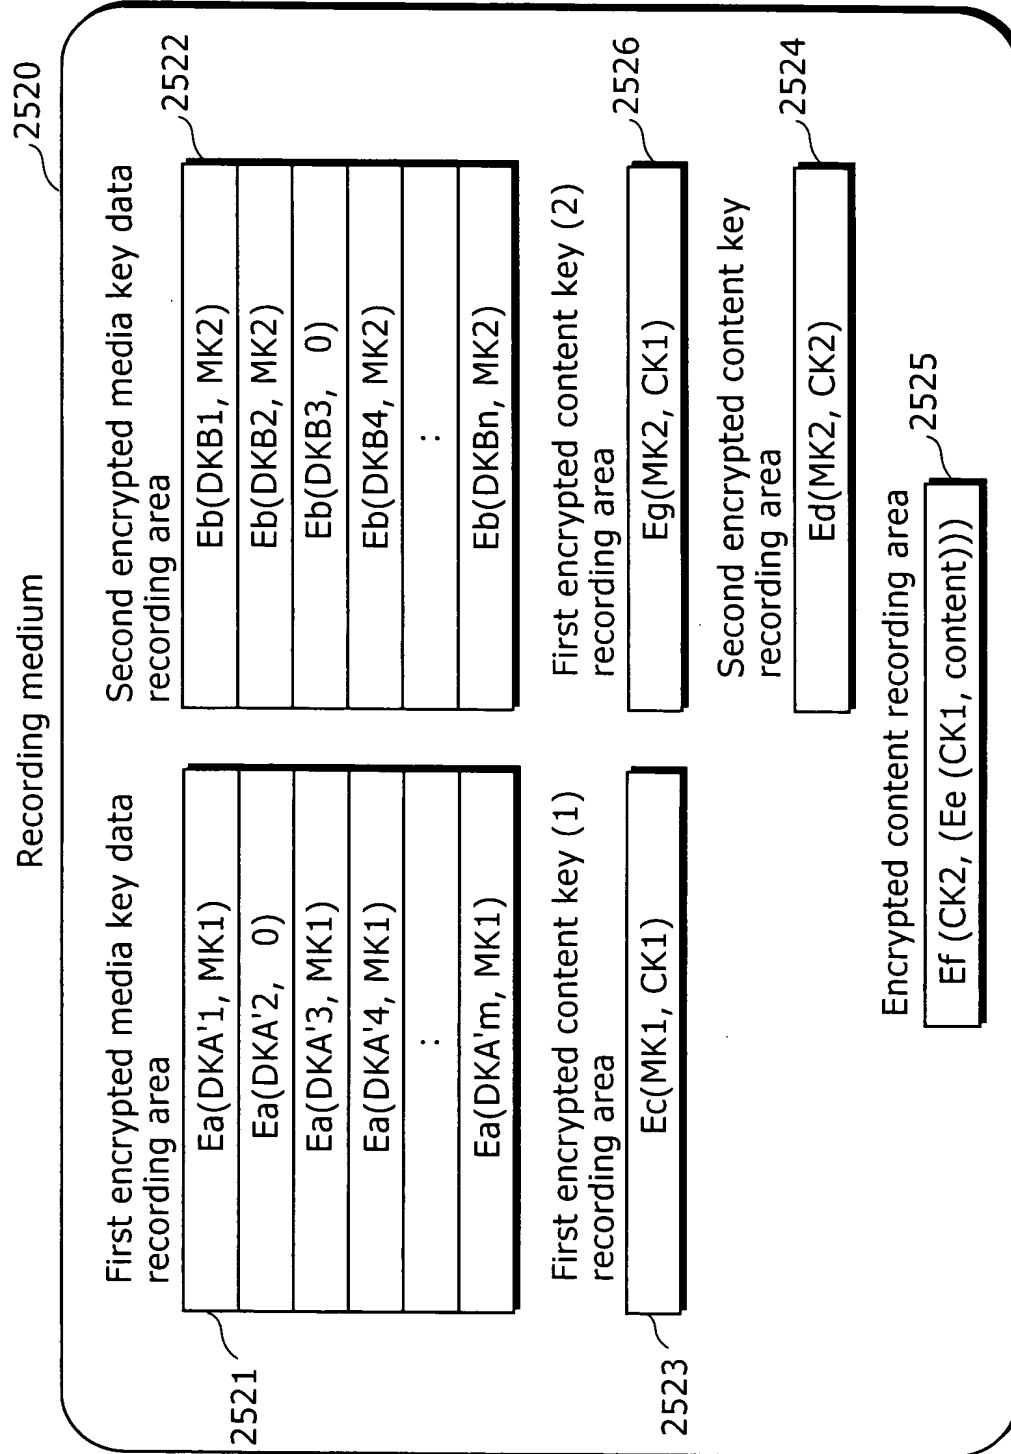 Recording medium
2520
First encrypted media key data
recording area
Ea(DKA'1, MK1)
Ea(DKA'2, 0)
Ea(DKA'3, MK1)
Ea(DKA'4, MK1)
:
Ea(DKA'm, MK1)
2521
Second encrypted media key data
recording area
Eb(DKB1, MK2)
Eb(DKB2, MK2)
Eb(DKB3, 0)
Eb(DKB4, MK2)
:
Eb(DKBn, MK2)
2522
First encrypted content key (1)
recording area
Ec(MK1, CK1)
2523
First encrypted content key (2)
recording area
Eg(MK2, CK1)
2526
Second encrypted content key
recording area
Ed(MK2, CK2)
2524
Encrypted content recording area
Ef (CK2, (Ee (CK1, content)))
2525